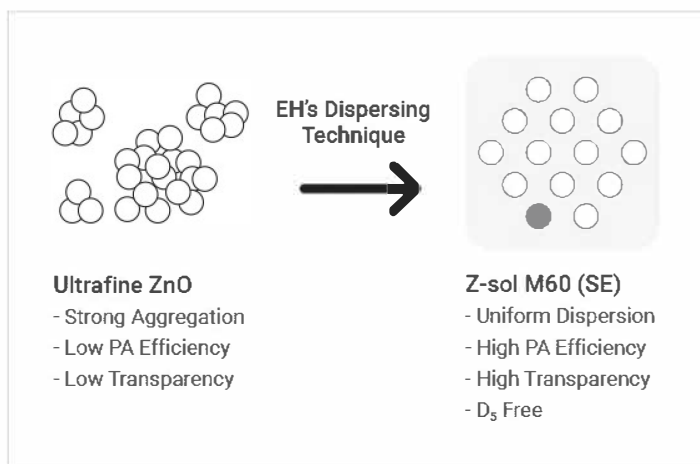 EH's Dispersing
Technique
Ultrafine ZnO
- Strong Aggregation
- Low PA Efficiency
- Low Transparency
Z-sol M60 (SE)
- Uniform Dispersion
- High PA Efficiency
- High Transparency
- D₅ Free